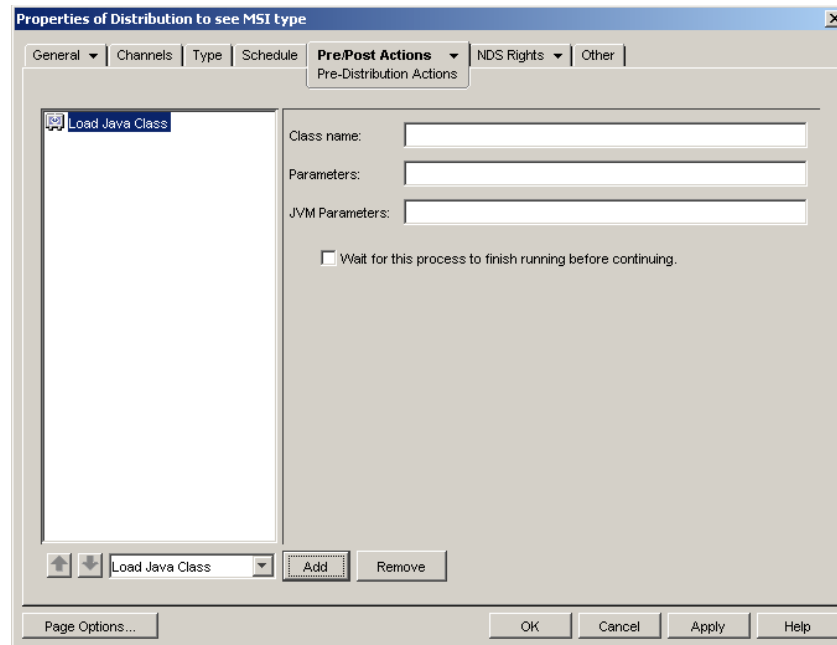 Properties of Distribution to see MSI type
General Channels Type Schedule Pre/Post Actions NDS Rights Other
Pre-Distribution Actions
Load Java Class
Class name:
Parameters:
JVM Parameters:
Wait for this process to finish running before continuing.
Load Java Class Add Remove
Page Options... OK Cancel Apply Help